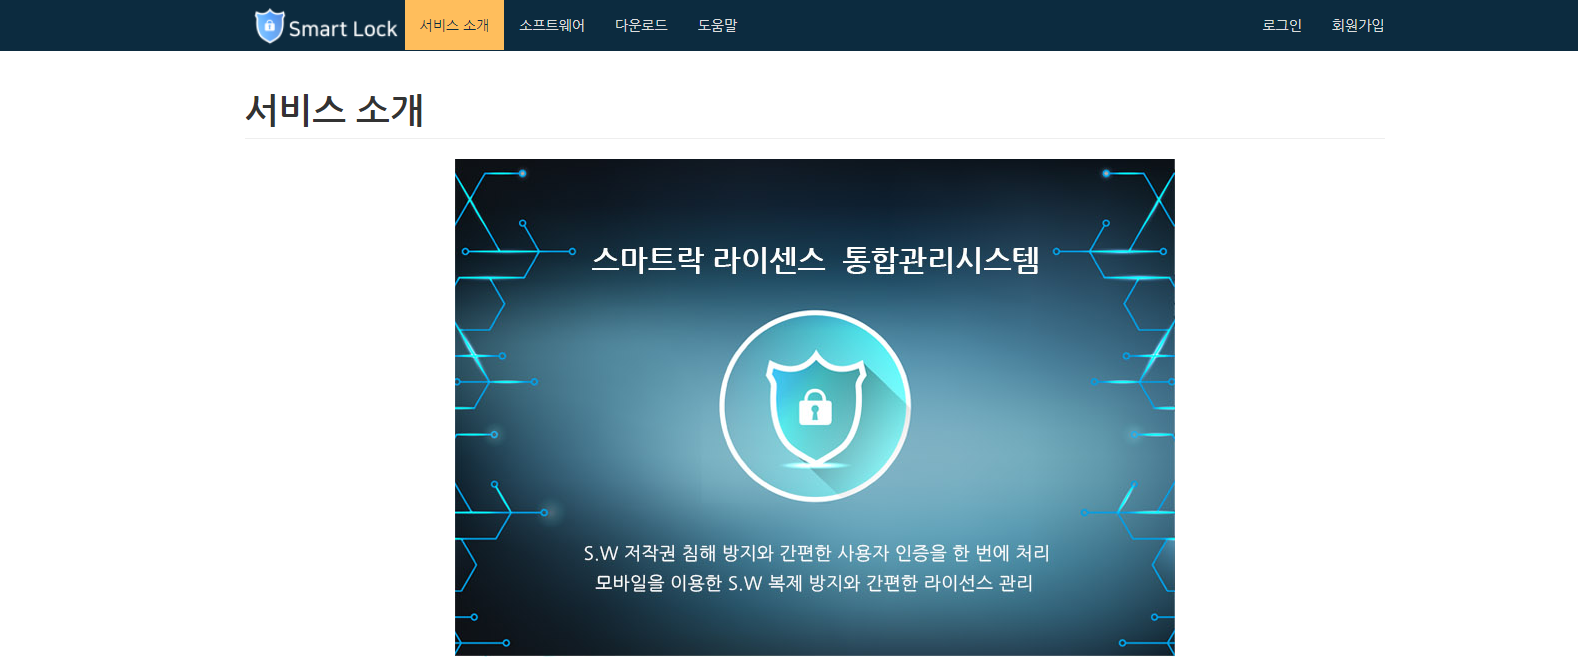 Smart Lock 서비스 소개 소프트웨어 다운로드 도움말 로그인 회원가입
서비스 소개
스마트락 라이센스 통합관리시스템
S.W 저작권 침해 방지와 간편한 사용자 인증을 한 번에 처리
모바일을 이용한 S.W 복제 방지와 간편한 라이선스 관리